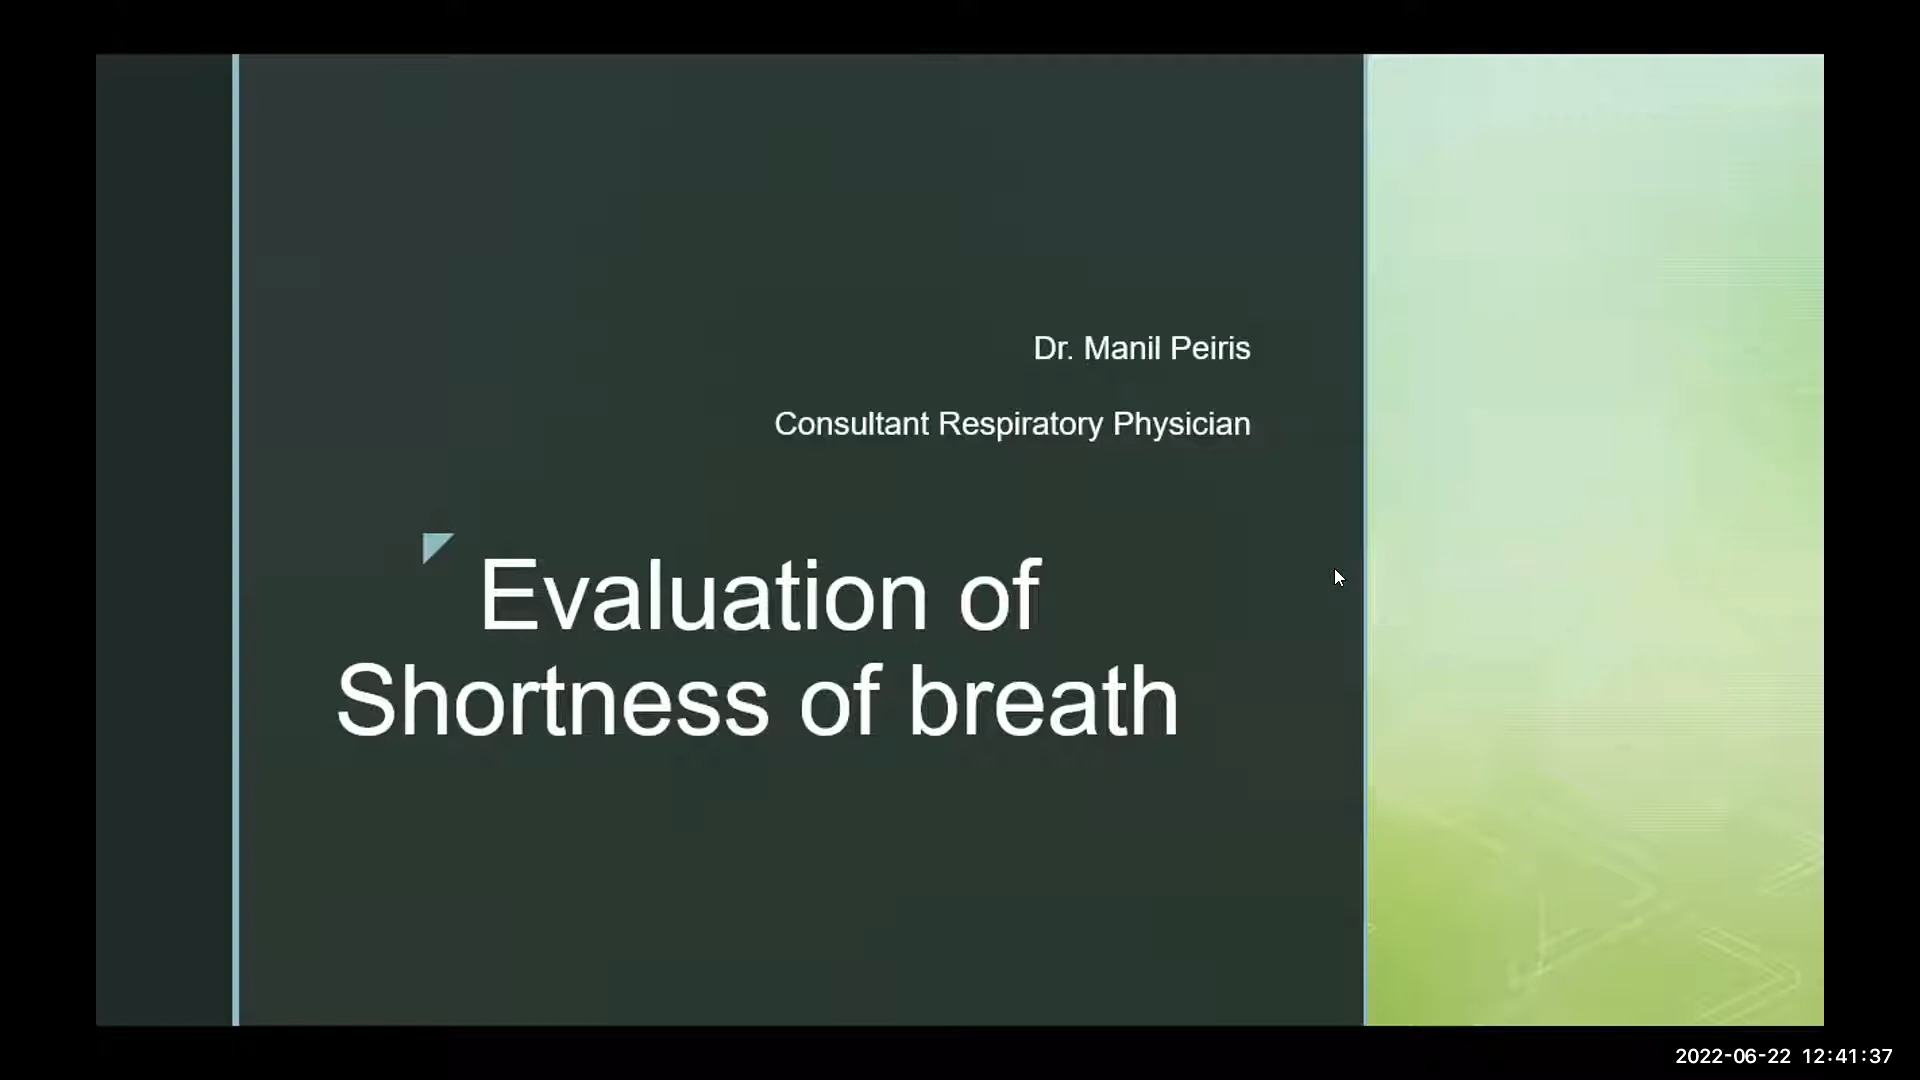 Dr. Manil Peiris
Consultant Respiratory Physician
Evaluation of
Shortness of breath
2022-06-22 12:41:37